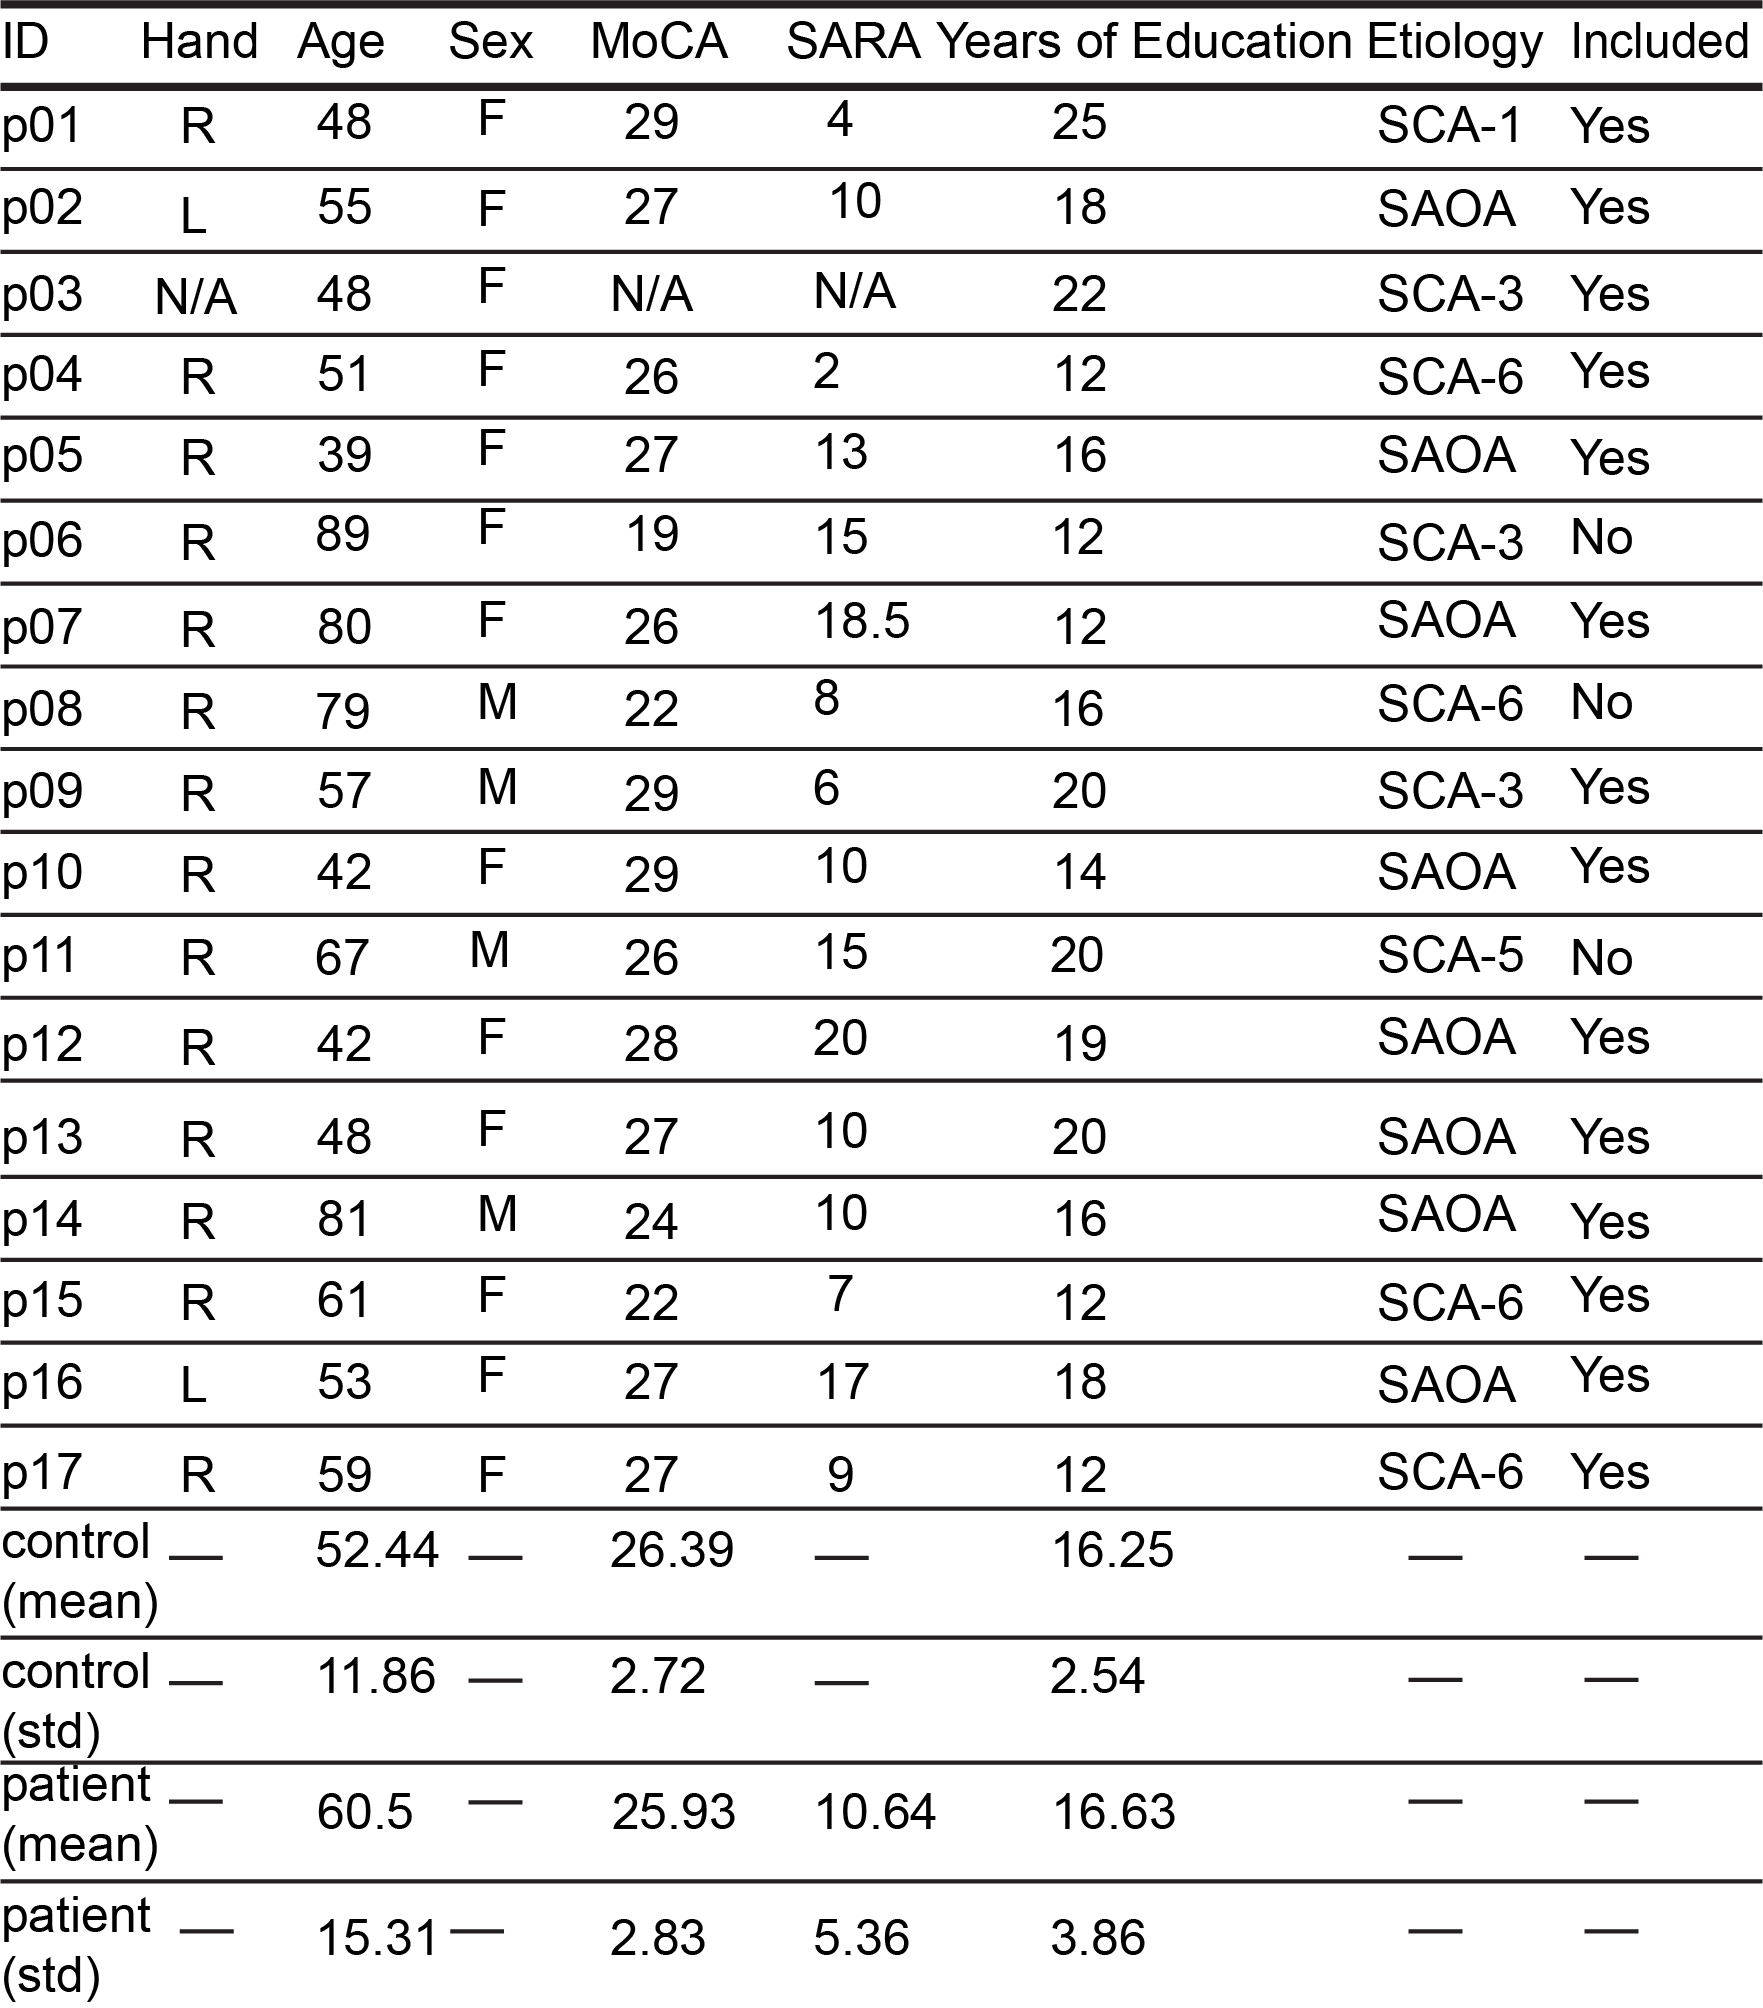 ID Hand Age Sex MoCA SARA Years of Education Etiology Included
p01 R 48 F 29 4 25 SCA-1 Yes
p02 L 55 F 27 10 18 SAOA Yes
p03 N/A 48 F N/A N/A 22 SCA-3 Yes
p04 R 51 F 26 2 12 SCA-6 Yes
p05 R 39 F 27 13 16 SAOA Yes
p06 R 89 F 19 15 12 SCA-3 No
p07 R 80 F 26 18.5 12 SAOA Yes
p08 R 79 M 22 8 16 SCA-6 No
p09 R 57 M 29 6 20 SCA-3 Yes
p10 R 42 F 29 10 14 SAOA Yes
p11 R 67 M 26 15 20 SCA-5 No
p12 R 42 F 28 20 19 SAOA Yes
p13 R 48 F 27 10 20 SAOA Yes
p14 R 81 M 24 10 16 SAOA Yes
p15 R 61 F 22 7 12 SCA-6 Yes
p16 L 53 F 27 17 18 SAOA Yes
p17 R 59 F 27 9 12 SCA-6 Yes
control — 52.44 — 26.39 — 16.25 — —
(mean)
control — 11.86 — 2.72 — 2.54 — —
(std)
patient — 60.5 — 25.93 10.64 16.63 — —
(mean)
patient — 15.31 — 2.83 5.36 3.86 — —
(std)